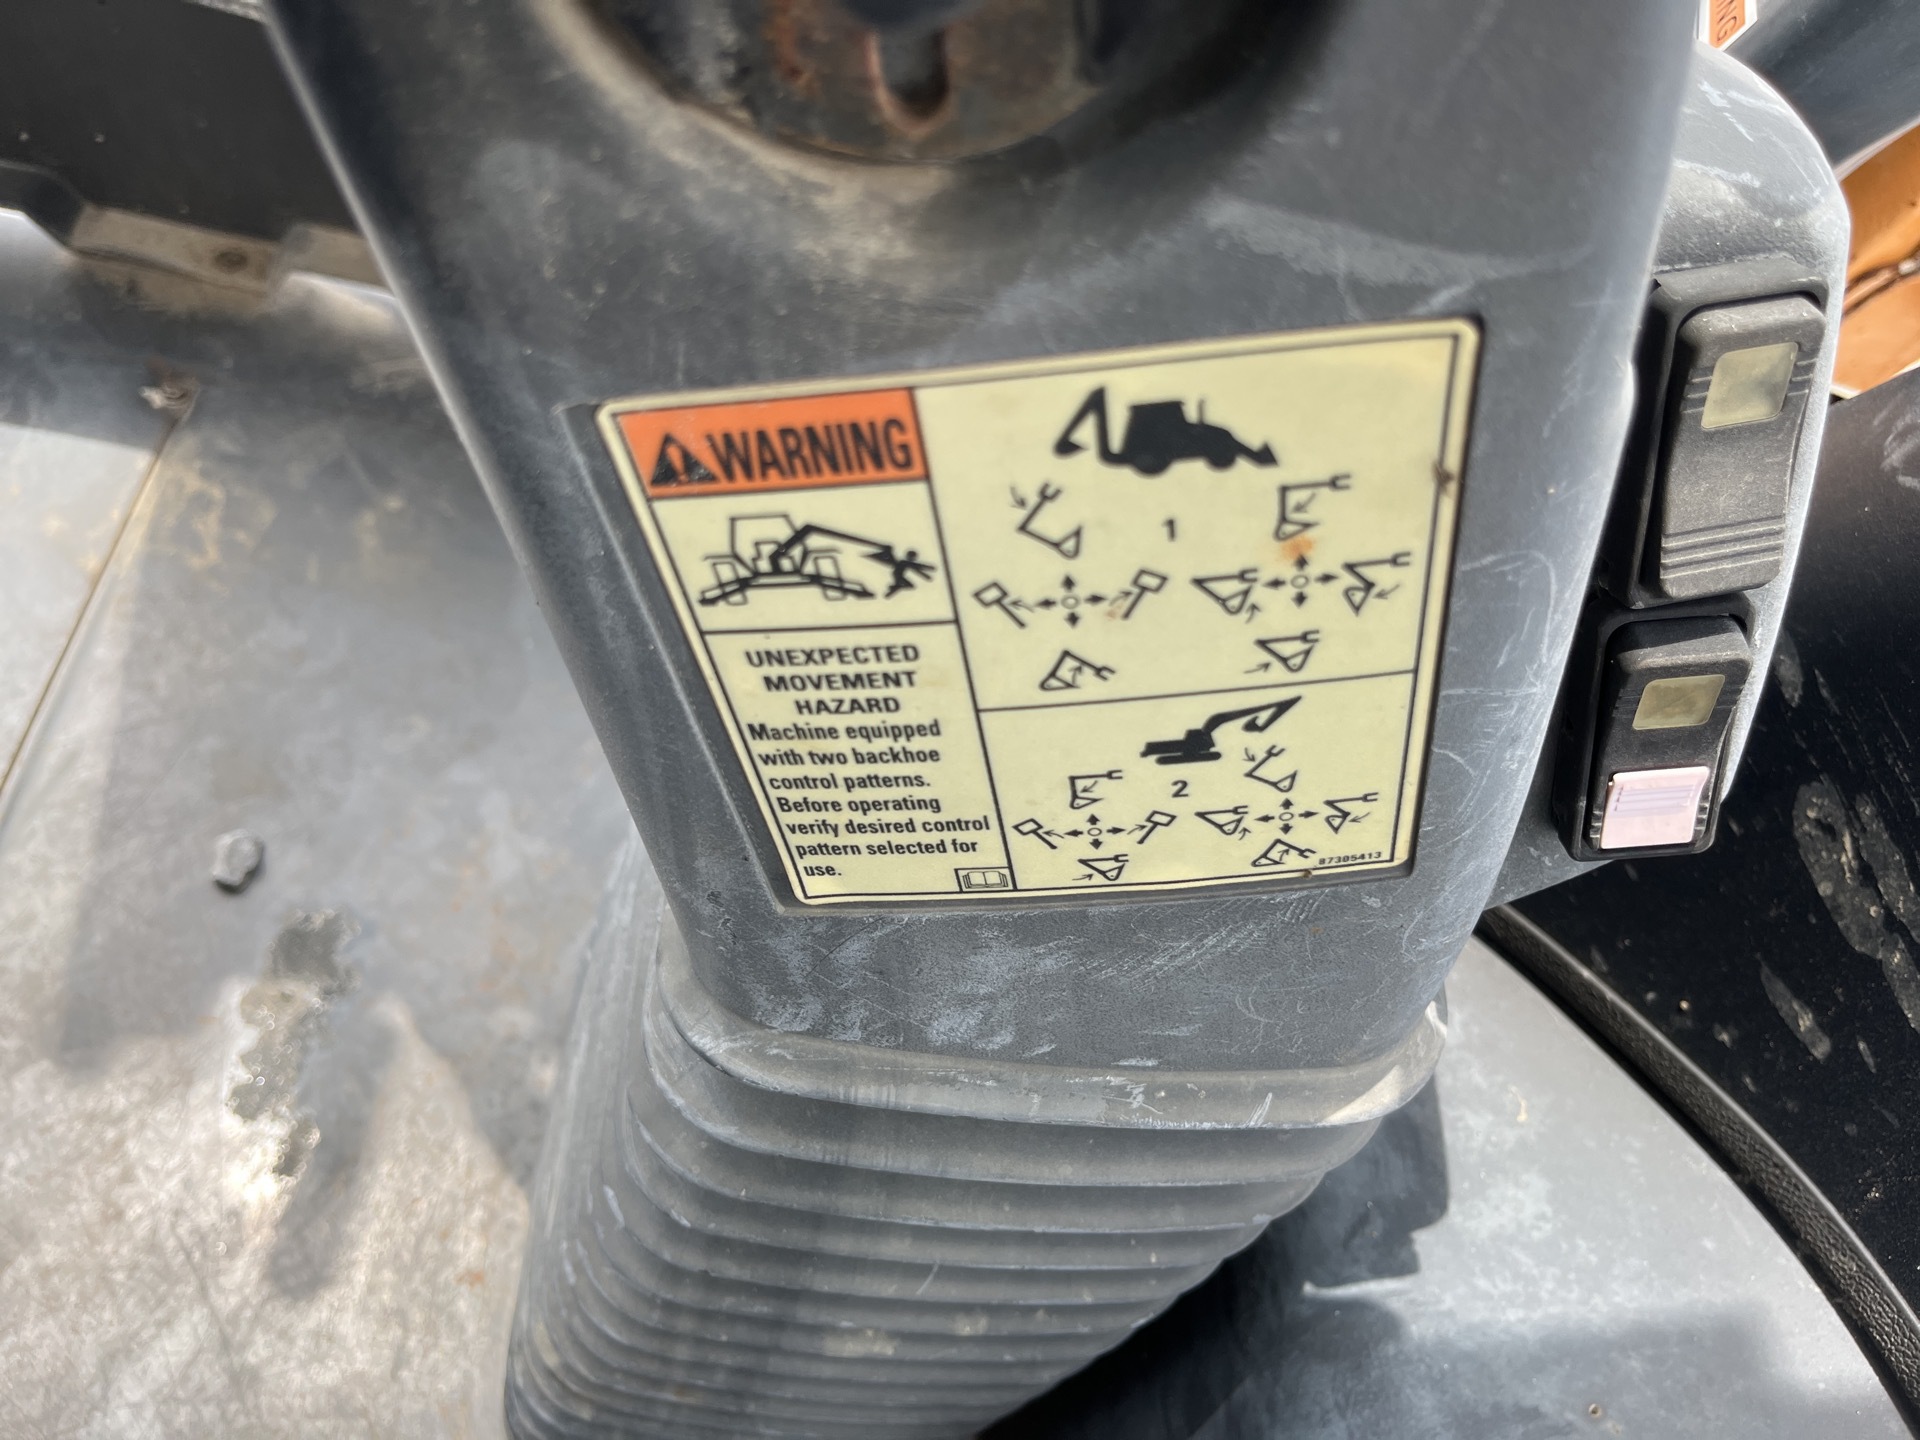 WARNING
UNEXPECTED
MOVEMENT
HAZARD
Machine equipped
with two backhoe
control patterns.
Before operating
verify desired control
pattern selected for
use.
1
2
87305413
NING